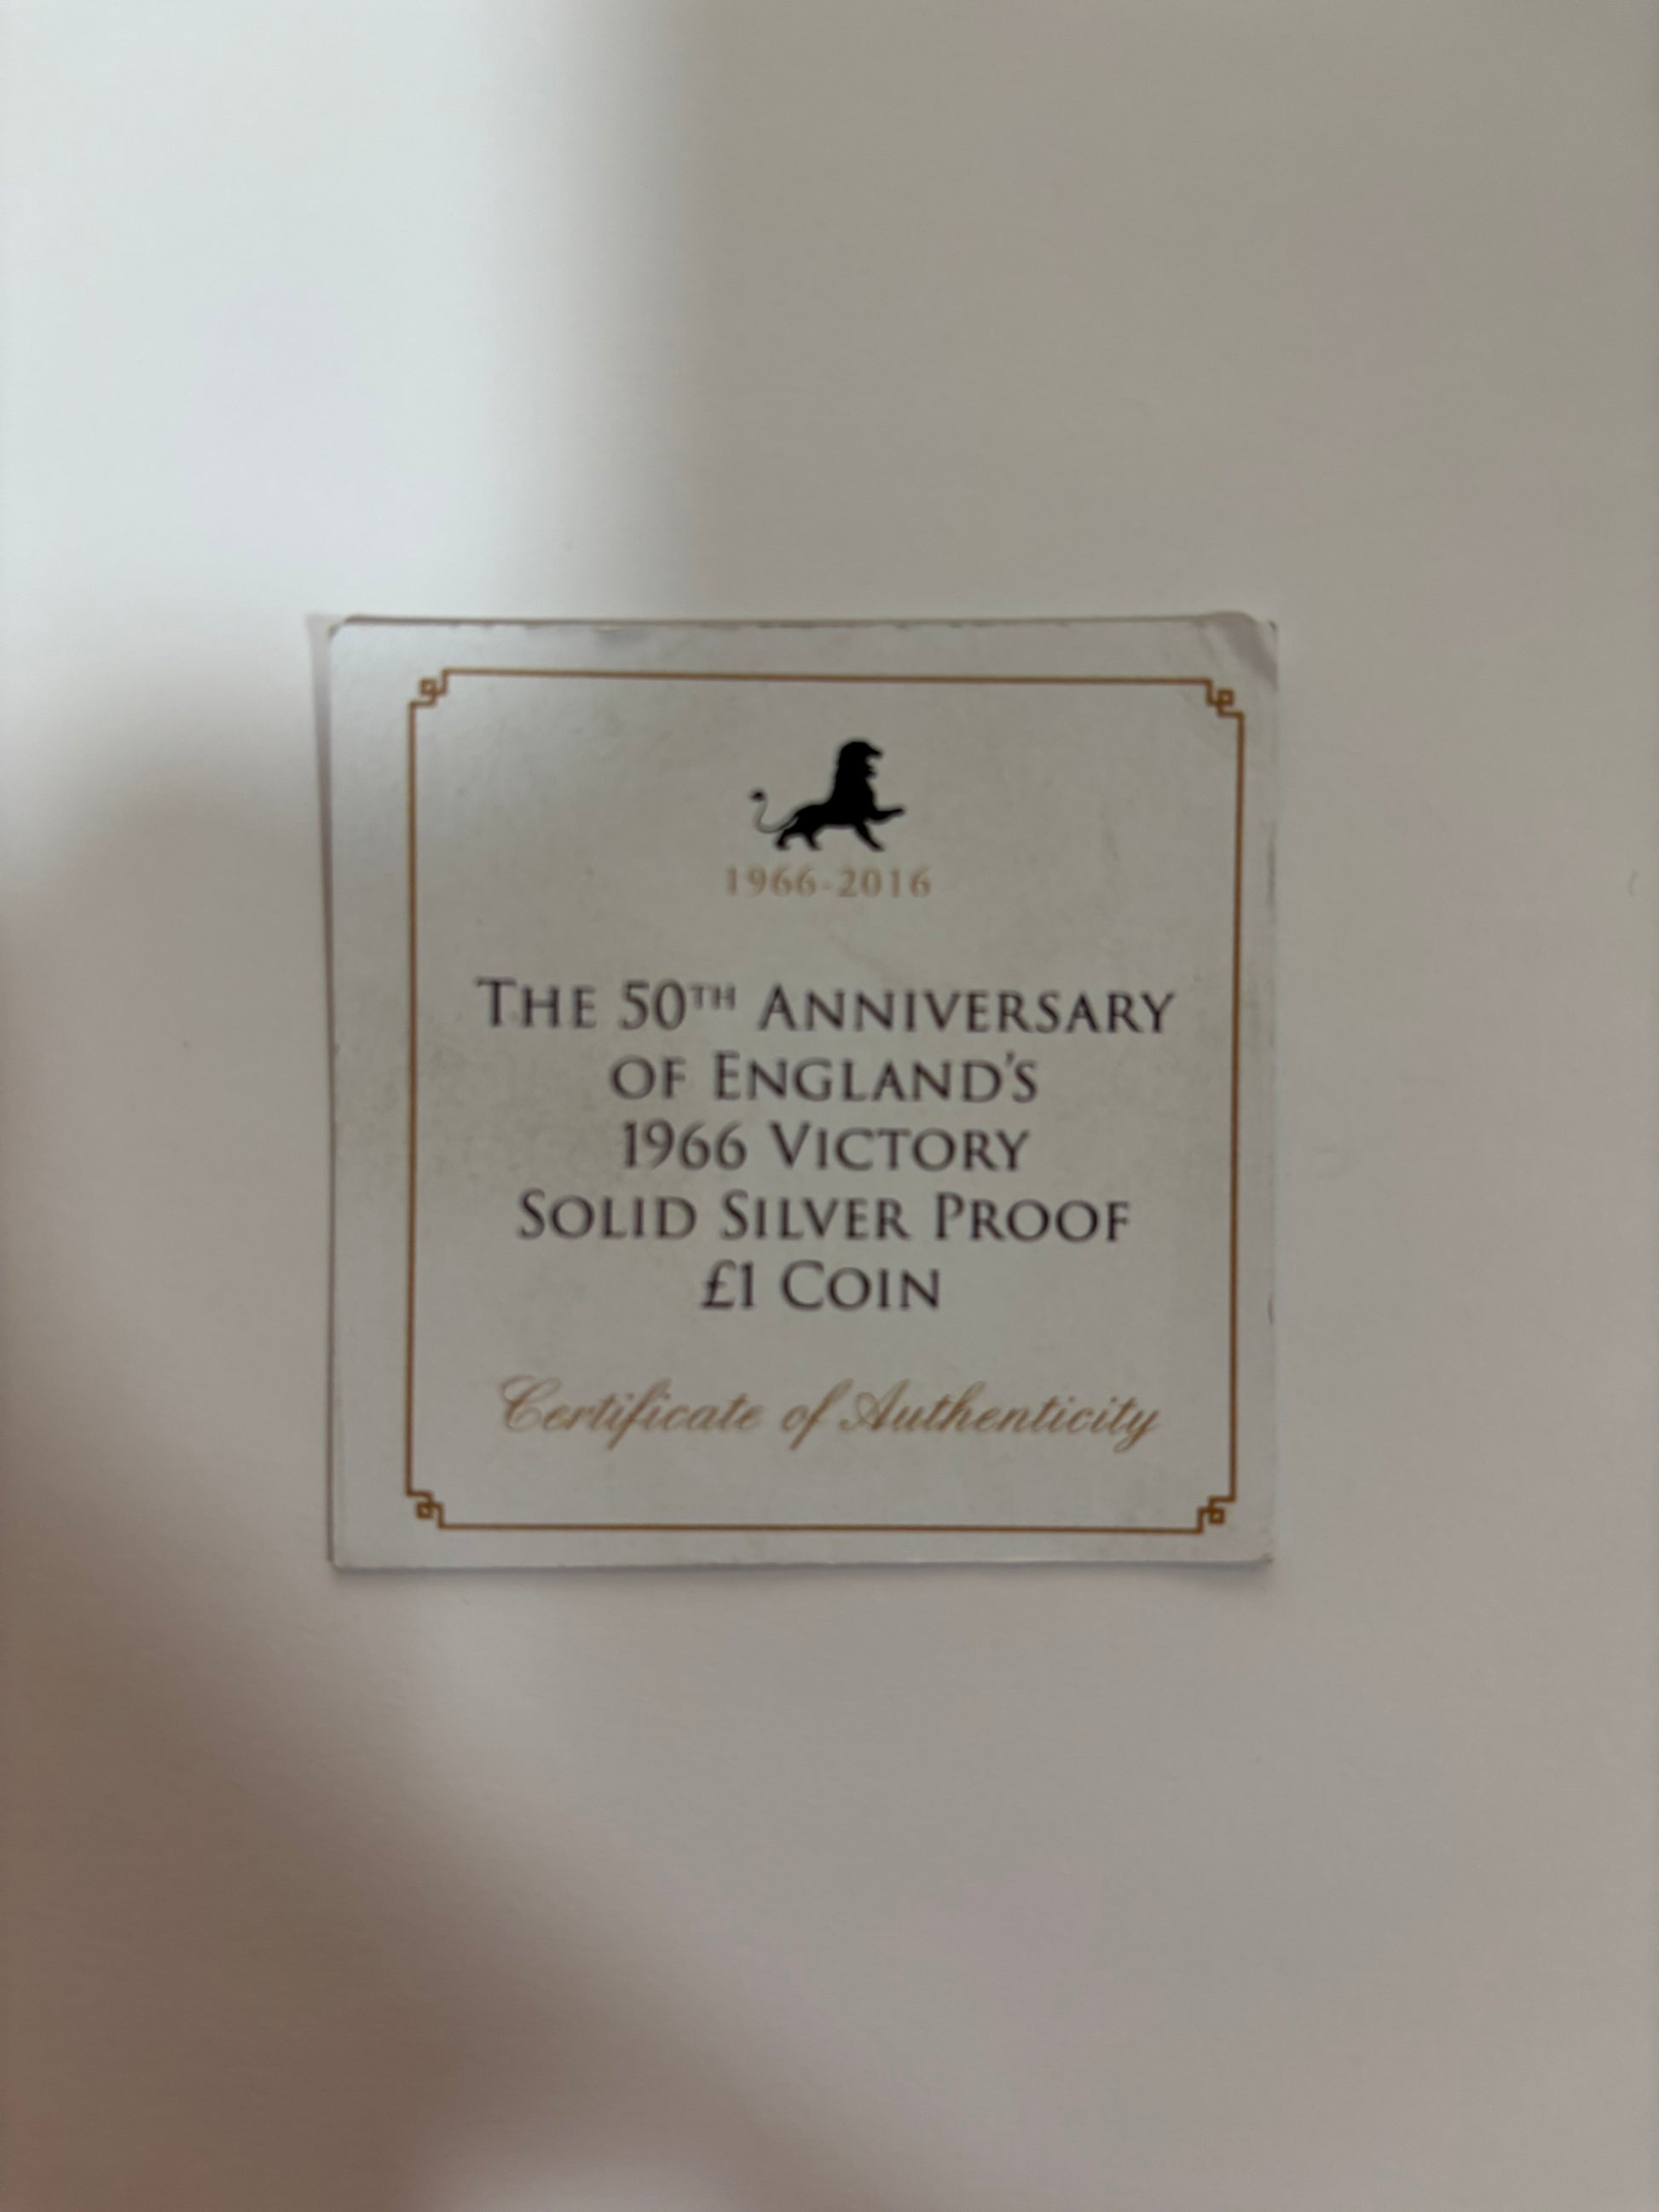 1966-2016
THE 50TH ANNIVERSARY
OF ENGLAND'S
1966 VICTORY
SOLID SILVER PROOF
£1 COIN
Certificate of Authenticity